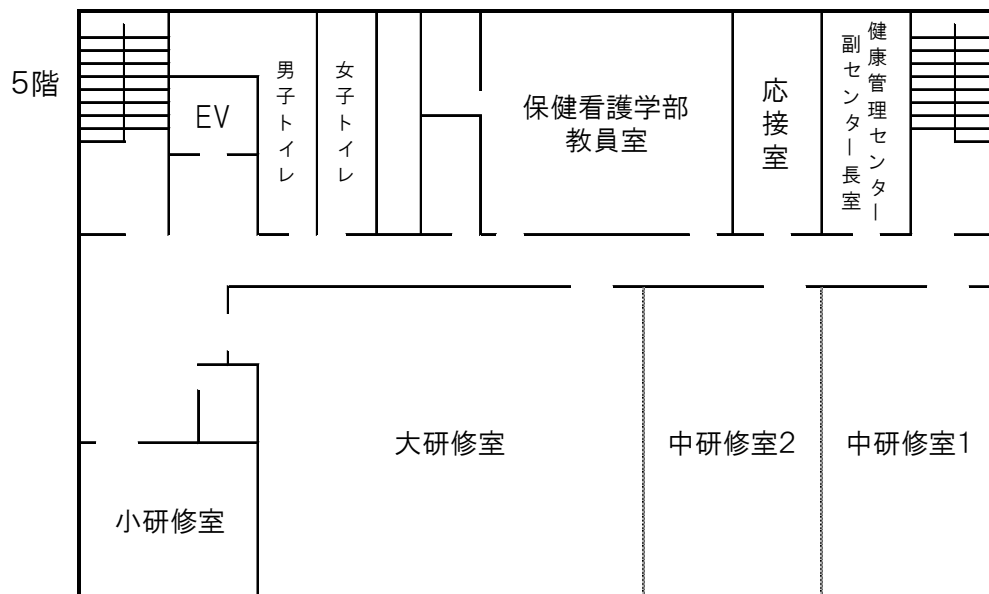 5階
EV
男子トイレ
女子トイレ
保健看護学部
教員室
応接室
健康管理センター
副センター長室
大研修室
中研修室2
中研修室1
小研修室